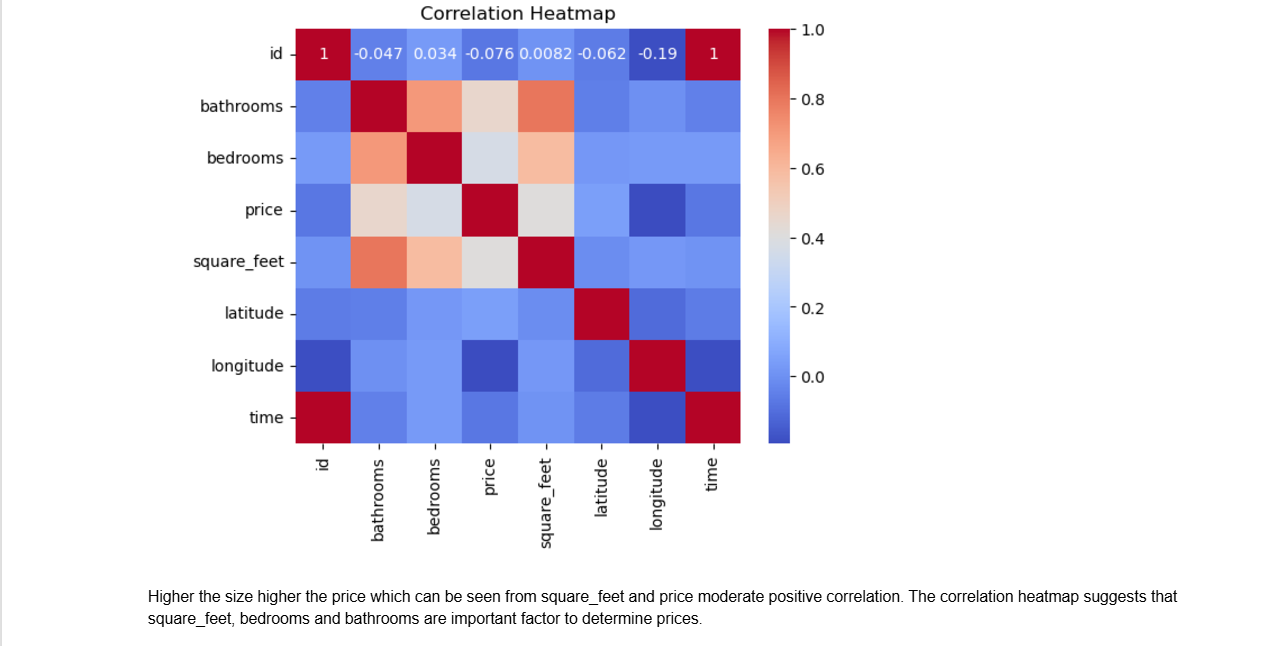 Correlation Heatmap
id 1 -0.047 0.034 -0.076 0.0082 -0.062 -0.19 1
bathrooms
bedrooms
price
square_feet
latitude
longitude
time
id bathrooms bedrooms price square_feet latitude longitude time
1.0
0.8
0.6
0.4
0.2
0.0
Higher the size higher the price which can be seen from square_feet and price moderate positive correlation. The correlation heatmap suggests that
square_feet, bedrooms and bathrooms are important factor to determine prices.